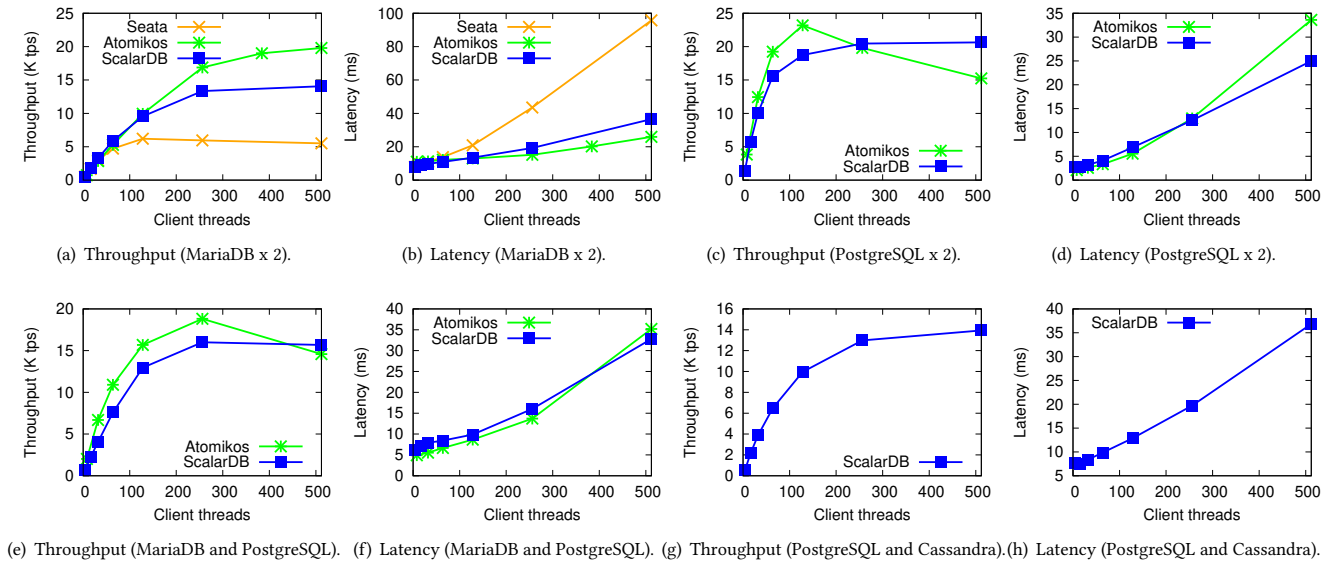 Throughput (K tps)
25
20
15
10
5
0
Seata
Atomikos
ScalarDB
0 100 200 300 400 500
Client threads
(a) Throughput (MariaDB x 2).
Latency (ms)
100
80
60
40
20
0
Seata
Atomikos
ScalarDB
0 100 200 300 400 500
Client threads
(b) Latency (MariaDB x 2).
Throughput (K tps)
25
20
15
10
5
0
Atomikos
ScalarDB
0 100 200 300 400 500
Client threads
(c) Throughput (PostgreSQL x 2).
Latency (ms)
35
30
25
20
15
10
5
0
Atomikos
ScalarDB
0 100 200 300 400 500
Client threads
(d) Latency (PostgreSQL x 2).
Throughput (K tps)
20
15
10
5
0
Atomikos
ScalarDB
0 100 200 300 400 500
Client threads
(e) Throughput (MariaDB and PostgreSQL).
Latency (ms)
40
35
30
25
20
15
10
5
0
Atomikos
ScalarDB
0 100 200 300 400 500
Client threads
(f) Latency (MariaDB and PostgreSQL).
Throughput (K tps)
16
14
12
10
8
6
4
2
0
ScalarDB
0 100 200 300 400 500
Client threads
(g) Throughput (PostgreSQL and Cassandra).
Latency (ms)
40
35
30
25
20
15
10
5
ScalarDB
0 100 200 300 400 500
Client threads
(h) Latency (PostgreSQL and Cassandra).